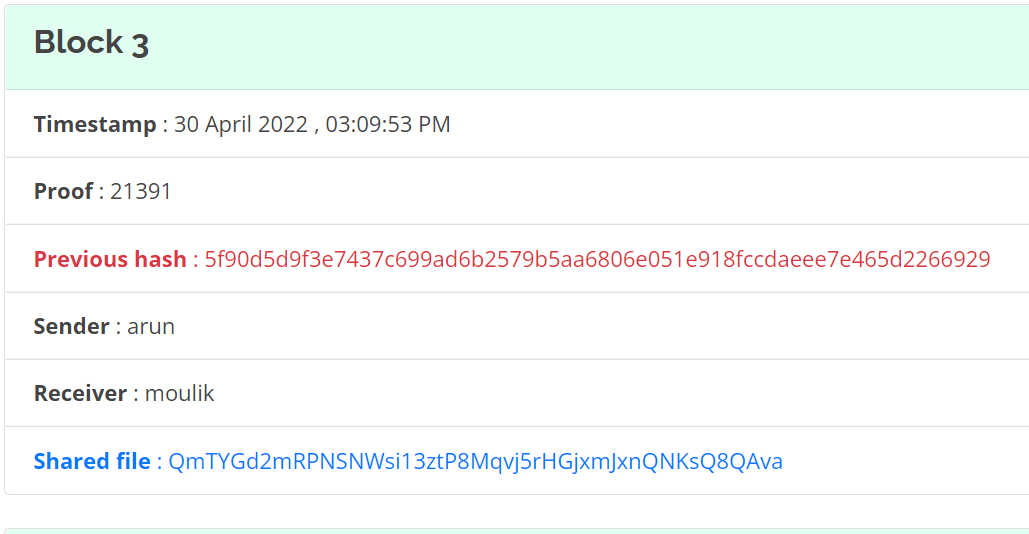 Block 3
Timestamp : 30 April 2022 , 03:09:53 PM
Proof : 21391
Previous hash : 5f90d5d9f3e7437c699ad6b2579b5aa6806e051e918fccdaeee7e465d2266929
Sender : arun
Receiver : moulik
Shared file : QmTYGd2mRPNSNWsi13ztP8Mqvj5rHGjxmJxnQNKsQ8QAva